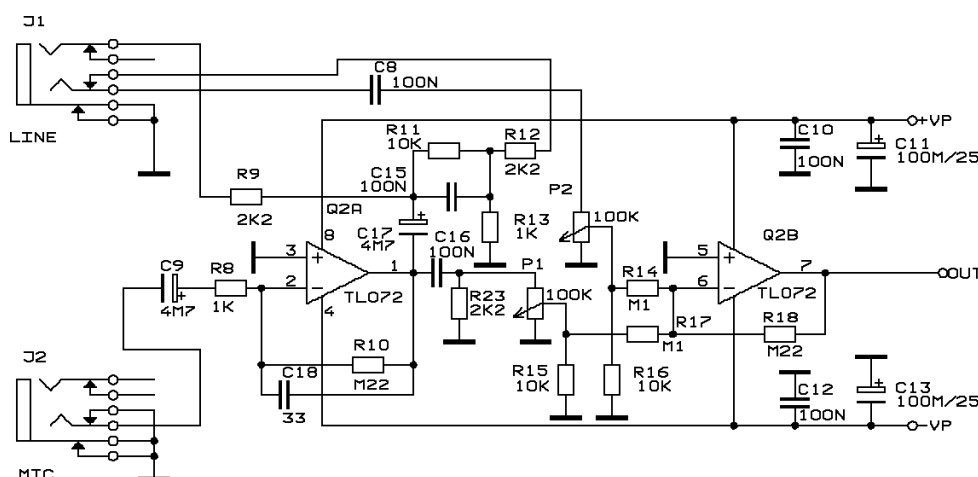 J1
C8
100N
R11
10K
R12
2K2
C10
100N
+VP
C11
100M/25
LINE
C15
100N
R9
2K2
Q2A
P2
8
C17
4M7
C16
100N
R13
1K
100K
Q2B
C9
4M7
R8
1K
3
+
2
−
1
4
TL072
P1
R23
2K2
100K
R14
M1
5
+
6
−
7
TL072
OUT
R17
M1
R18
M22
J2
R10
M22
C18
33
R15
10K
R16
10K
C12
100N
C13
100M/25
-VP